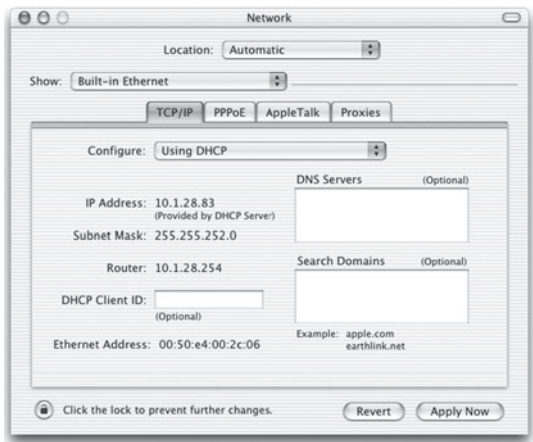 Network
Location: Automatic
Show: Built-in Ethernet
TCP/IP PPPoE AppleTalk Proxies
Configure: Using DHCP
DNS Servers (Optional)
IP Address: 10.1.28.83
(Provided by DHCP Server)
Subnet Mask: 255.255.252.0
Router: 10.1.28.254
Search Domains (Optional)
DHCP Client ID:
(Optional)
Example: apple.com
earthlink.net
Ethernet Address: 00:50:e4:00:2c:06
Click the lock to prevent further changes.
Revert Apply Now